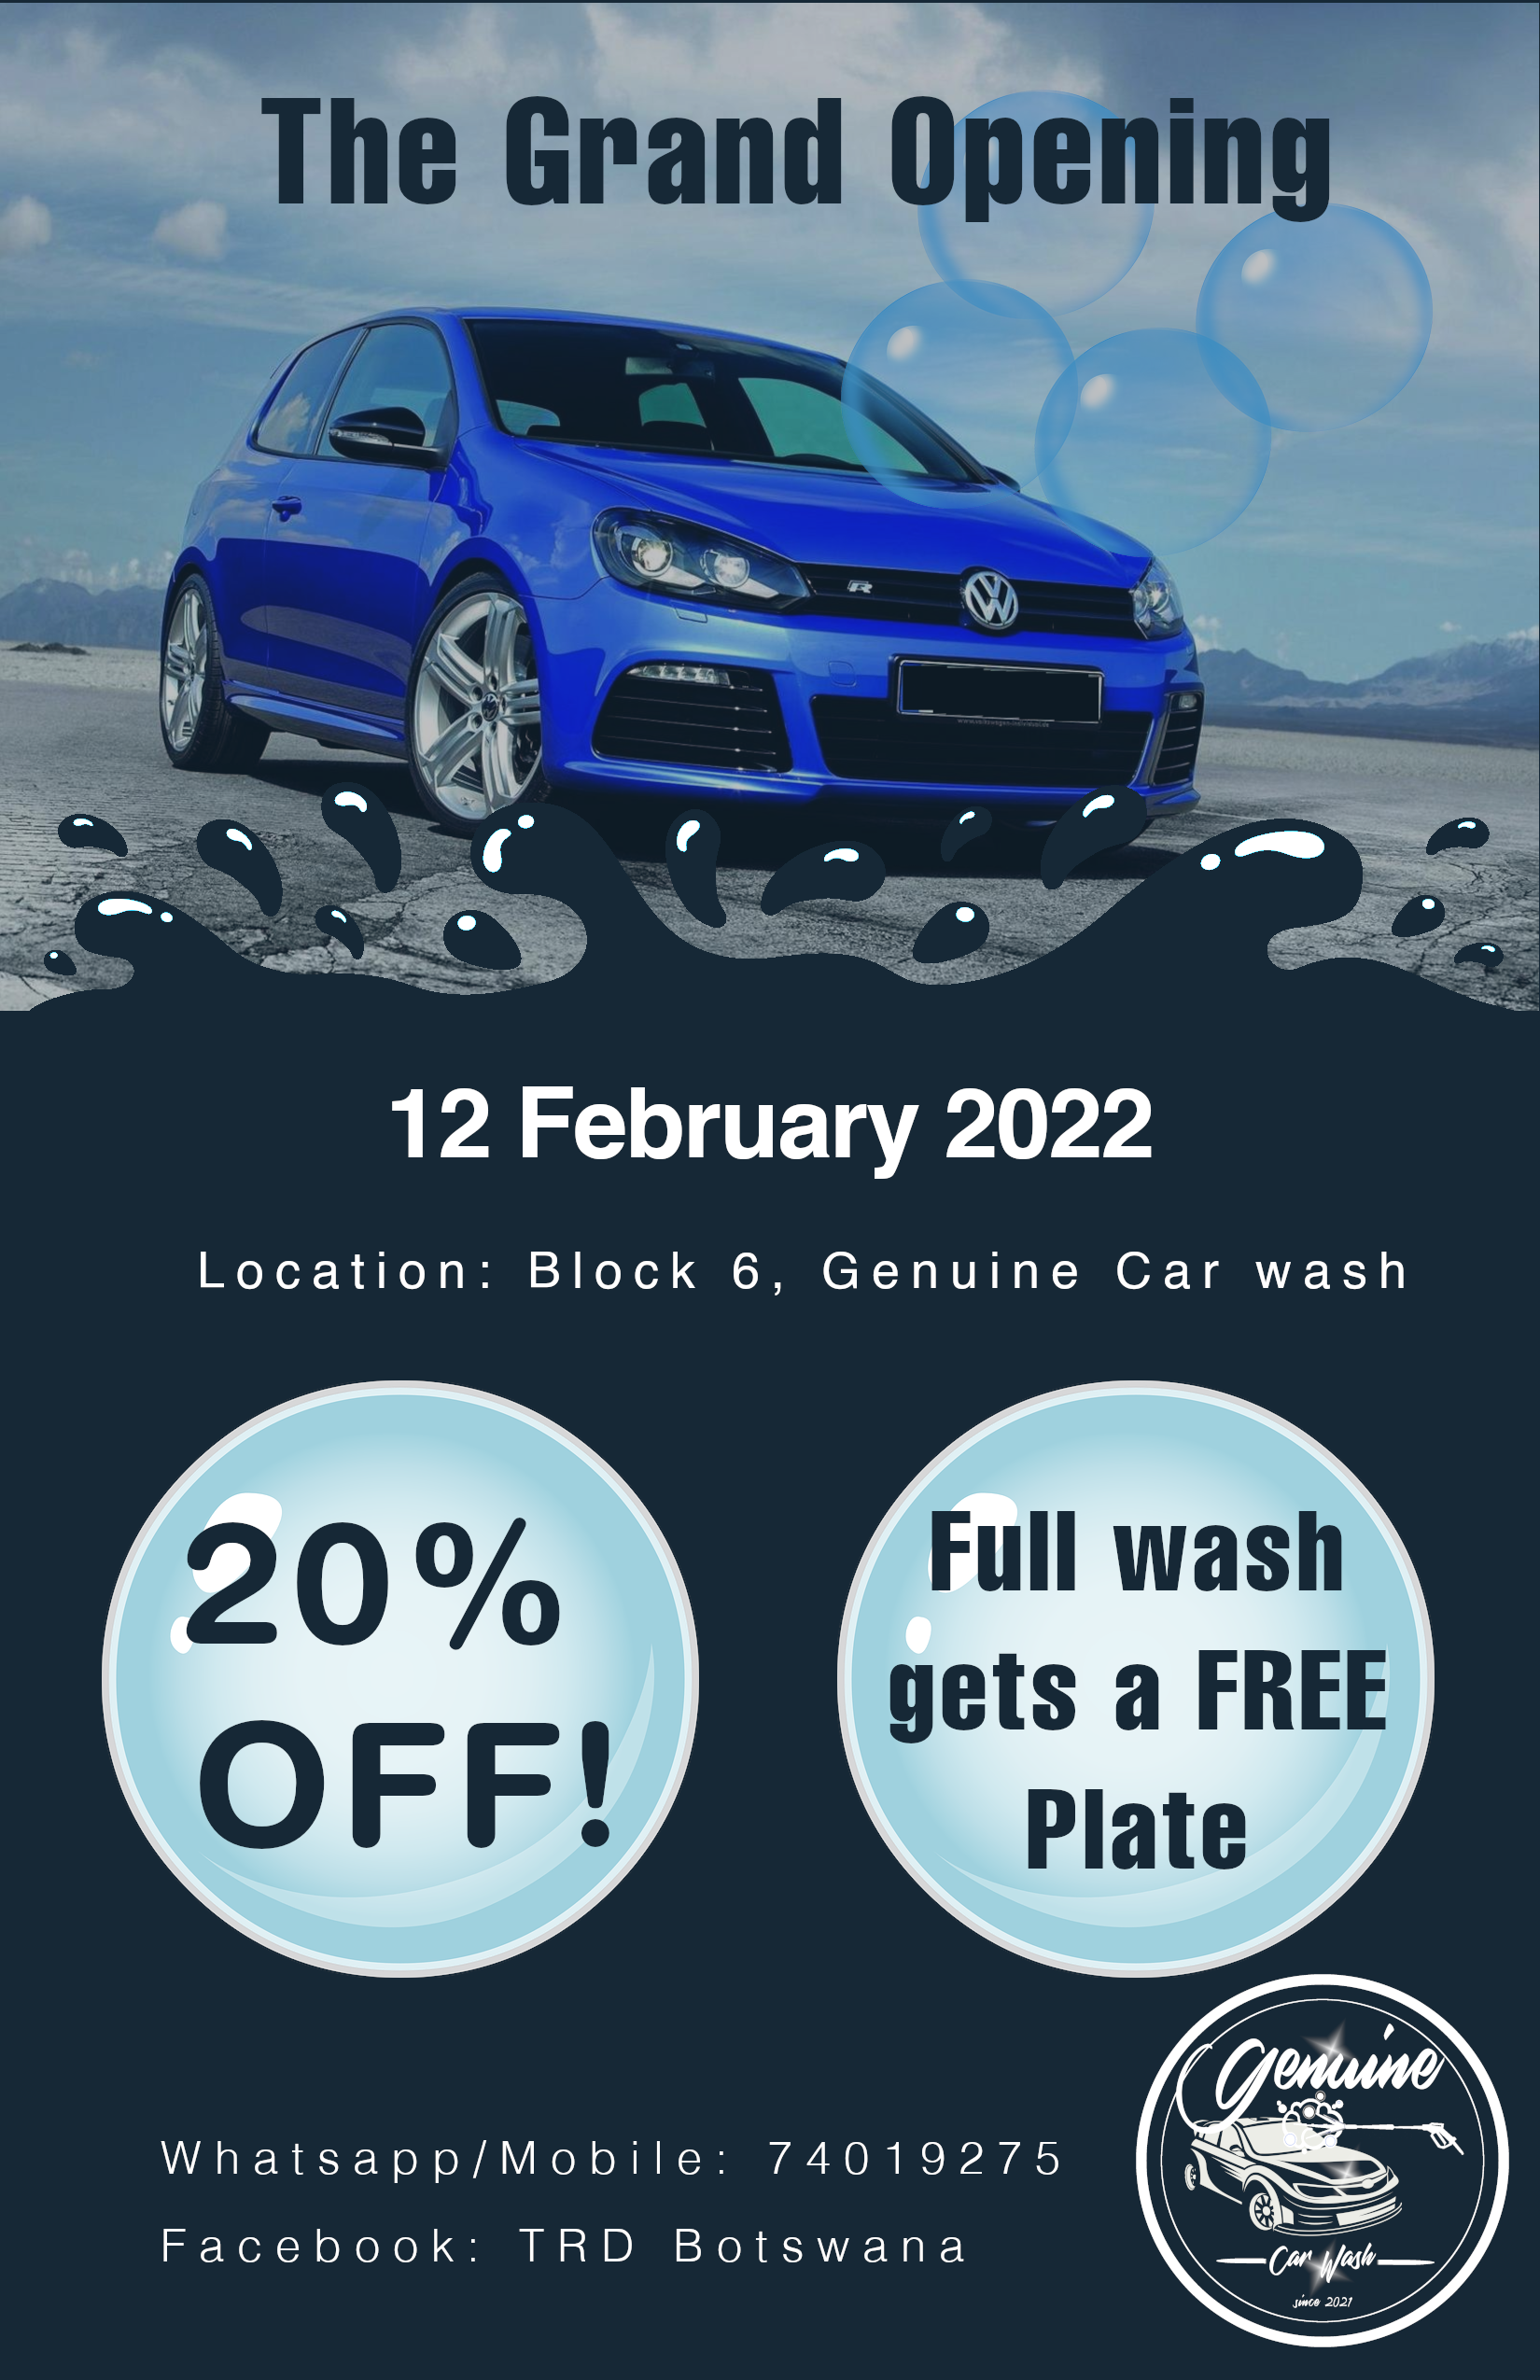 The Grand Opening
R
12 February 2022
Location: Block 6, Genuine Car wash
20%
OFF!
Full wash
gets a FREE
Plate
Whatsapp/Mobile: 74019275
Facebook: TRD Botswana
Genuine
Car Wash
since 2021